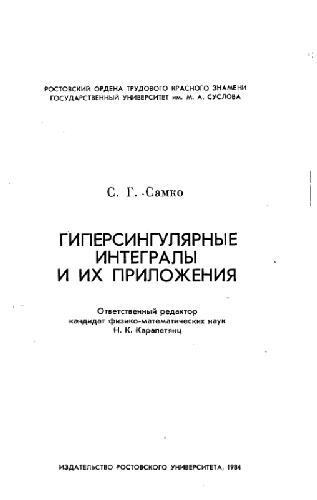 РОСТОВСКИЙ ОРДЕНА ТРУДОВОГО КРАСНОГО ЗНАМЕНИ
ГОСУДАРСТВЕННЫЙ УНИВЕРСИТЕТ им. М. А. СУСЛОВА
С. Г. Самко
ГИПЕРСИНГУЛЯРНЫЕ
ИНТЕГРАЛЫ
И ИХ ПРИЛОЖЕНИЯ
Ответственный редактор
кандидат физико-математических наук
Н. К. Карапетянц
ИЗДАТЕЛЬСТВО РОСТОВСКОГО УНИВЕРСИТЕТА, 1984